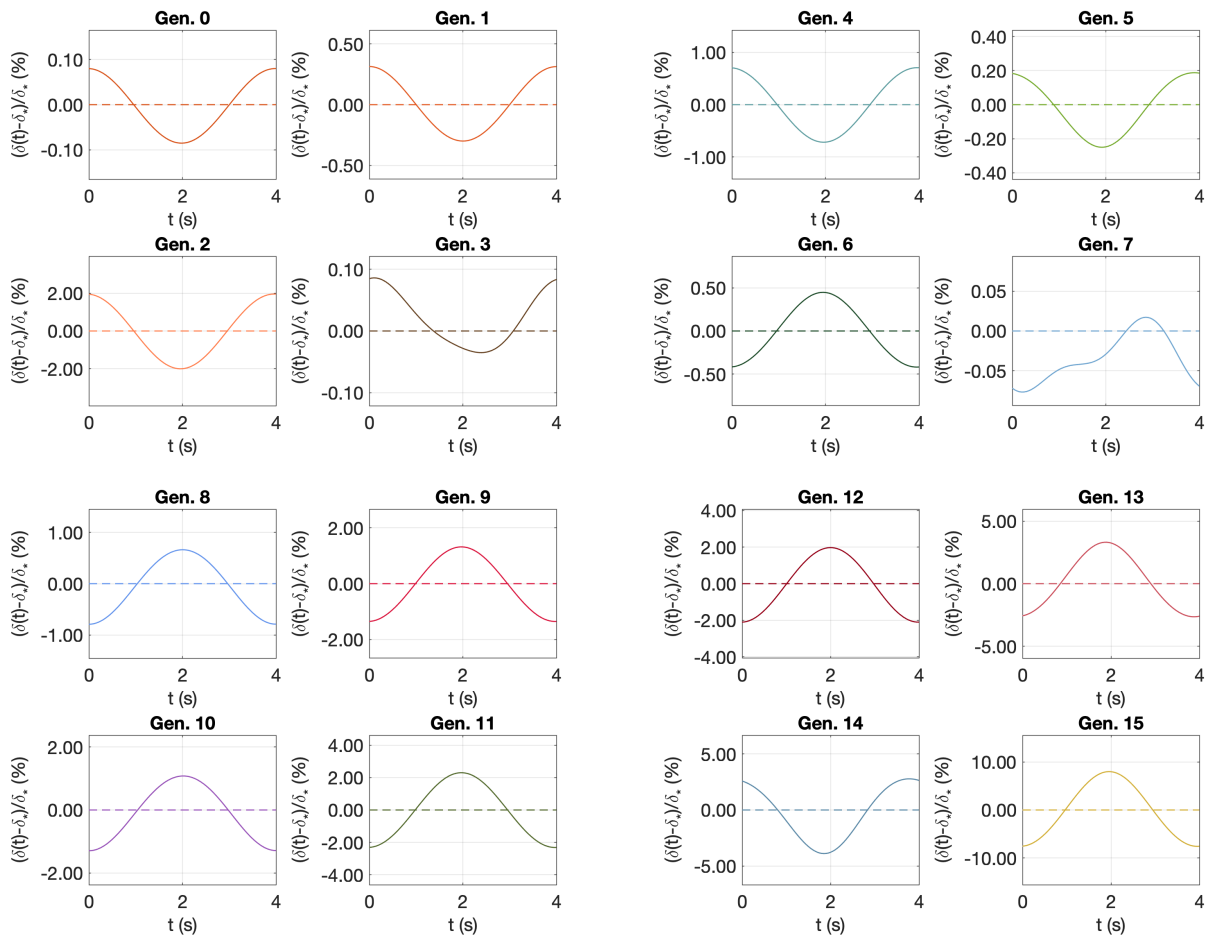 Gen. 0
(δ(t)-δ*)/δ* (%)
0.10
0.00
-0.10
0 2 4
t (s)
Gen. 1
(δ(t)-δ*)/δ* (%)
0.50
0.00
-0.50
0 2 4
t (s)
Gen. 4
(δ(t)-δ*)/δ* (%)
1.00
0.00
-1.00
0 2 4
t (s)
Gen. 5
(δ(t)-δ*)/δ* (%)
0.40
0.20
0.00
-0.20
-0.40
0 2 4
t (s)
Gen. 2
(δ(t)-δ*)/δ* (%)
2.00
0.00
-2.00
0 2 4
t (s)
Gen. 3
(δ(t)-δ*)/δ* (%)
0.10
0.00
-0.10
0 2 4
t (s)
Gen. 6
(δ(t)-δ*)/δ* (%)
0.50
0.00
-0.50
0 2 4
t (s)
Gen. 7
(δ(t)-δ*)/δ* (%)
0.05
0.00
-0.05
0 2 4
t (s)
Gen. 8
(δ(t)-δ*)/δ* (%)
1.00
0.00
-1.00
0 2 4
t (s)
Gen. 9
(δ(t)-δ*)/δ* (%)
2.00
0.00
-2.00
0 2 4
t (s)
Gen. 12
(δ(t)-δ*)/δ* (%)
4.00
2.00
0.00
-2.00
-4.00
0 2 4
t (s)
Gen. 13
(δ(t)-δ*)/δ* (%)
5.00
0.00
-5.00
0 2 4
t (s)
Gen. 10
(δ(t)-δ*)/δ* (%)
2.00
0.00
-2.00
0 2 4
t (s)
Gen. 11
(δ(t)-δ*)/δ* (%)
4.00
2.00
0.00
-2.00
-4.00
0 2 4
t (s)
Gen. 14
(δ(t)-δ*)/δ* (%)
5.00
0.00
-5.00
0 2 4
t (s)
Gen. 15
(δ(t)-δ*)/δ* (%)
10.00
0.00
-10.00
0 2 4
t (s)